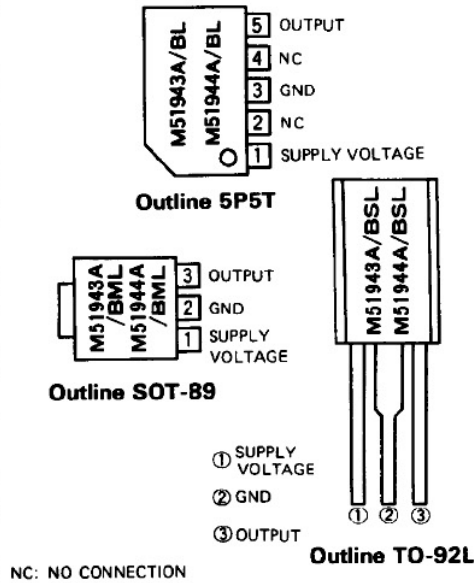 M51943A/BL
M51944A/BL
5 OUTPUT
4 NC
3 GND
2 NC
1 SUPPLY VOLTAGE
Outline 5P5T
M51943A
/BML
M51944A
/BML
3 OUTPUT
2 GND
1 SUPPLY
VOLTAGE
Outline SOT-89
M51943A/BSL
M51944A/BSL
① ② ③
① SUPPLY
VOLTAGE
② GND
③ OUTPUT
Outline TO-92L
NC: NO CONNECTION